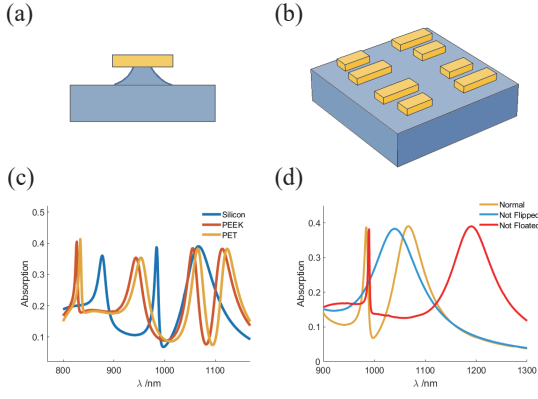 (a)
(b)
(c)
(d)
0.5
0.4
0.3
0.2
0.1
Absorption
800
900
1000
1100
λ /nm
Silicon
PEEK
PET
0.4
0.3
0.2
0.1
0
Absorption
900
1000
1100
1200
1300
λ /nm
Normal
Not Flipped
Not Floated